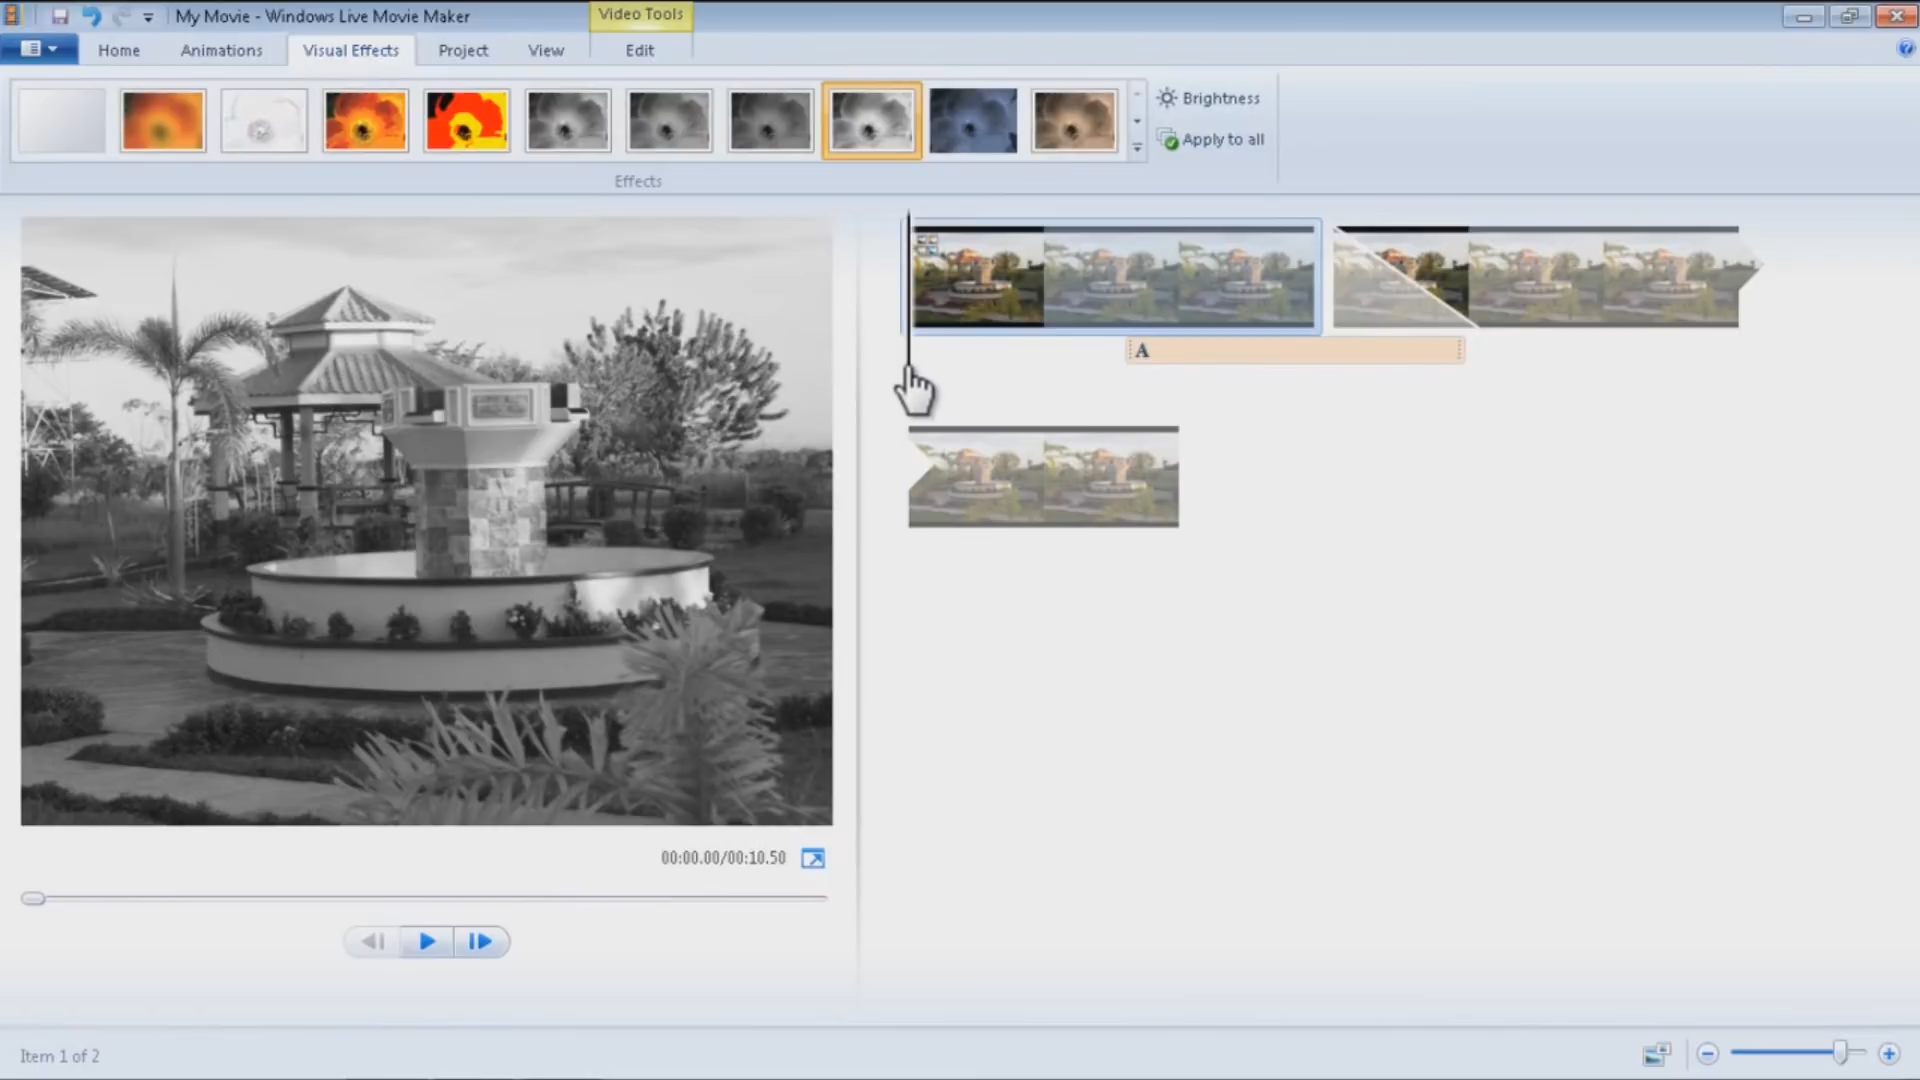 My Movie - Windows Live Movie Maker
Video Tools
Home
Animations
Visual Effects
Project
View
Edit
Brightness
Apply to all
Effects
A
00:00.00/00:10.50
Item 1 of 2